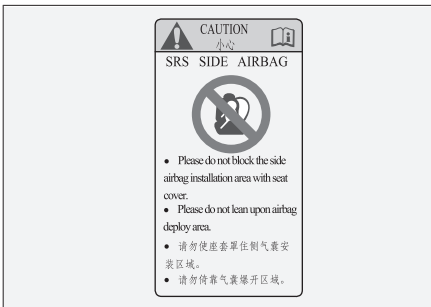 CAUTION
小心
SRS SIDE AIRBAG
• Please do not block the side
airbag installation area with seat
cover.
• Please do not lean upon airbag
deploy area.
• 请勿使座套罩住侧气囊安
装区域。
• 请勿倚靠气囊爆开区域。